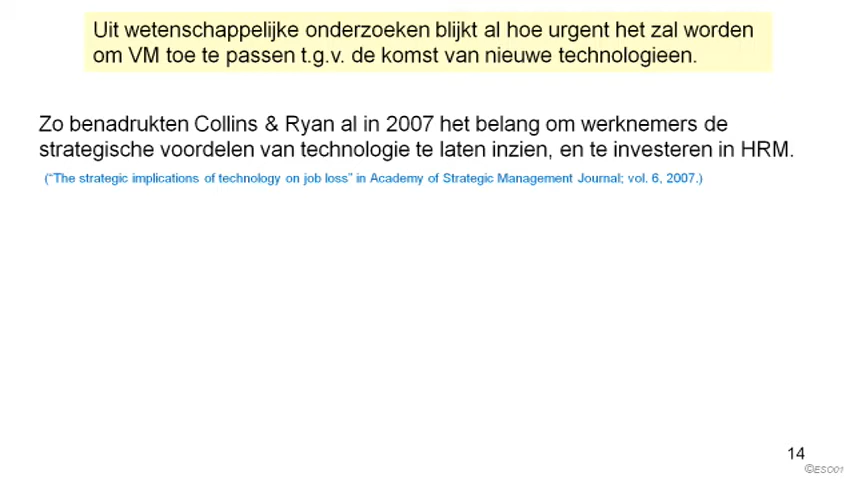 Uit wetenschappelijke onderzoeken blijkt al hoe urgent het zal worden
om VM toe te passen t.g.v. de komst van nieuwe technologieen.
Zo benadrukten Collins & Ryan al in 2007 het belang om werknemers de
strategische voordelen van technologie te laten inzien, en te investeren in HRM.
(“The strategic implications of technology on job loss” in Academy of Strategic Management Journal; vol. 6, 2007.)
14
©ESO01